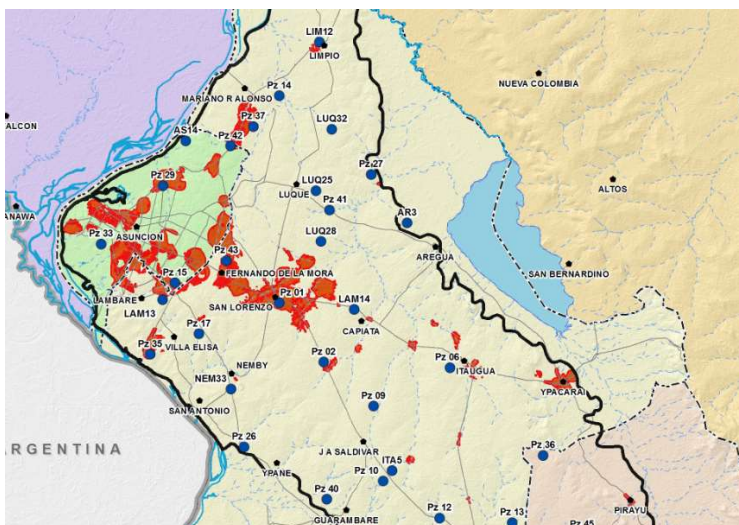 LIM12
LIMPIO
NUEVA COLOMBIA
MARIANO R ALONSO
Pz 14
ALCON
Pz 37
LUQ32
AS14
Pz 42
Pz 27
Pz 29
LUQ25
LUQUE
ALTOS
ANAWA
Pz 41
AR3
ASUNCION
Pz 33
LUQ28
AREGUA
Pz 43
FERNANDO DE LA MORA
SAN BERNARDINO
Pz 15
LAMBARE
Pz 01
SAN LORENZO
LAM13
LAM14
CAPIATA
Pz 17
VILLA ELISA
Pz 35
Pz 02
Pz 06
ITAUGUA
NEMBY
NEM33
YPACARAI
SAN ANTONIO
Pz 09
Pz 26
ARGENTINA
J A SALDIVAR
Pz 36
YPANE
ITA5
Pz 10
Pz 40
GUARAMBARE
Pz 12
Pz 13
PIRAYU
Pz 45